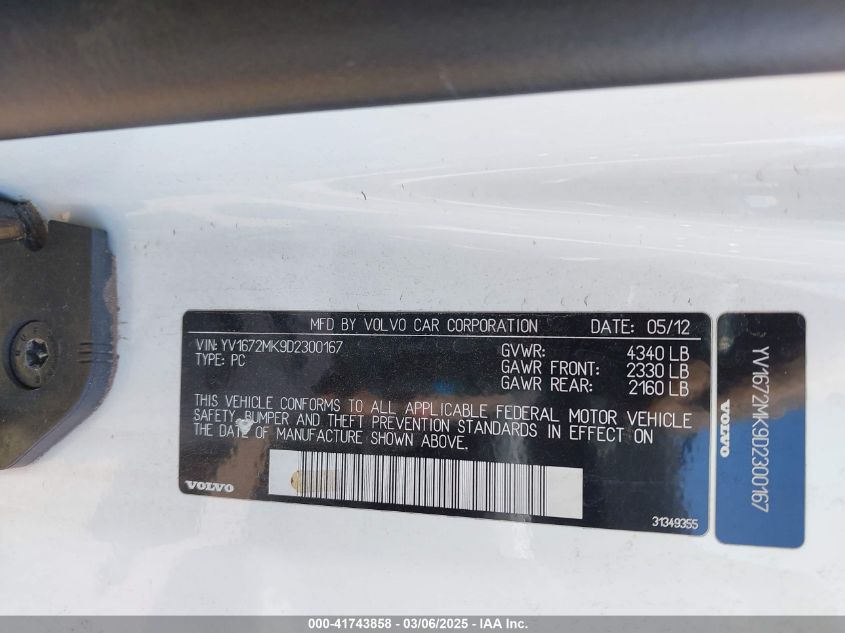 MFD BY VOLVO CAR CORPORATION DATE: 05/12
VIN: YV1672MK9D2300167
TYPE: PC
GVWR: 4340 LB
GAWR FRONT: 2330 LB
GAWR REAR: 2160 LB
THIS VEHICLE CONFORMS TO ALL APPLICABLE FEDERAL MOTOR VEHICLE
SAFETY, BUMPER AND THEFT PREVENTION STANDARDS IN EFFECT ON
THE DATE OF MANUFACTURE SHOWN ABOVE.
VOLVO
31349355
YV1672MK9D2300167
VOLVO
000-41743858 - 03/06/2025 - IAA Inc.